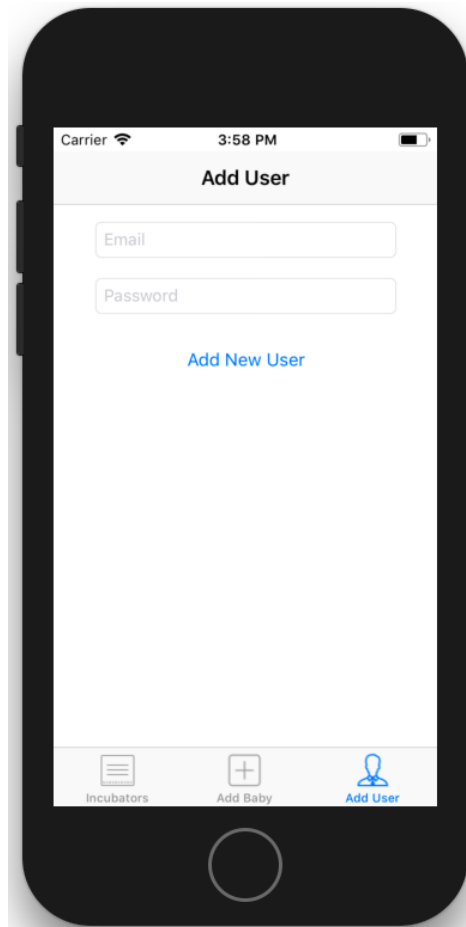 Carrier 3:58 PM
Add User
Email
Password
Add New User
Incubators Add Baby Add User